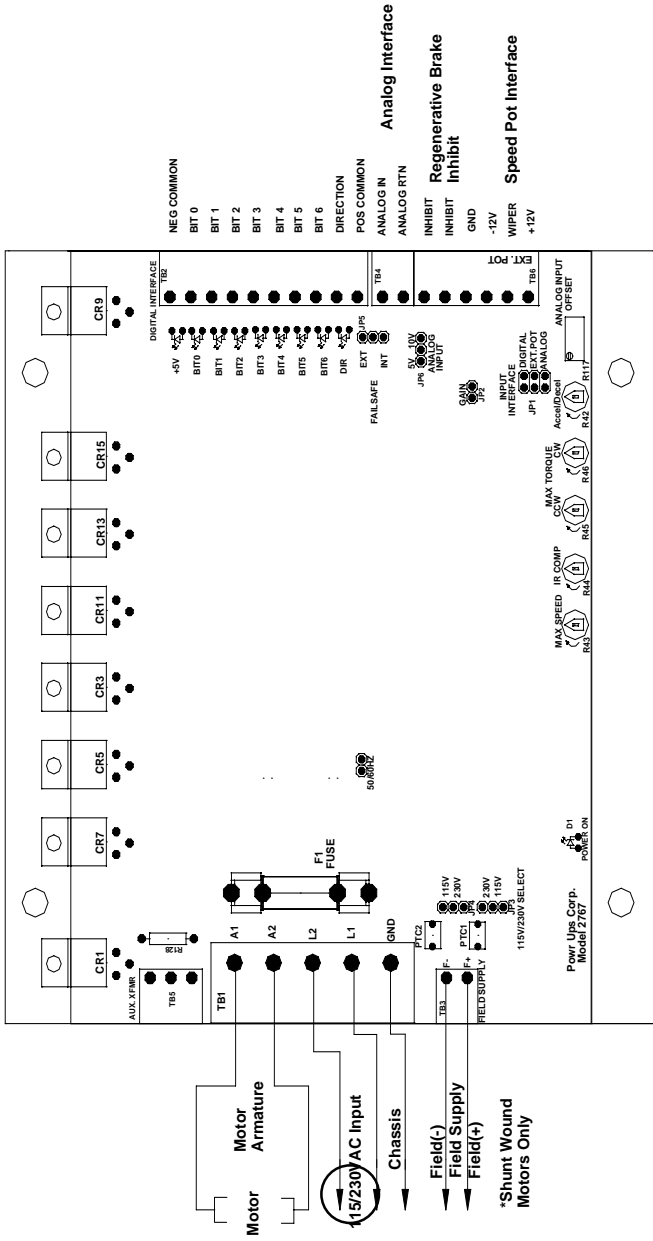 NEG COMMON
BIT 0
BIT 1
BIT 2
BIT 3
BIT 4
BIT 5
BIT 6
DIRECTION
POS COMMON
ANALOG IN
ANALOG RTN
Analog Interface
INHIBIT
INHIBIT
Regenerative Brake
Inhibit
GND
-12V
WIPER
+12V
Speed Pot Interface
DIGITAL INTERFACE
TB2
TB4
EXT. POT
TB6
CR9
CR15
CR13
CR11
CR3
CR5
CR7
CR1
+5V
BIT0
BIT1
BIT2
BIT3
BIT4
BIT5
BIT6
DIR
JP5
EXT
INT
FAILSAFE
5V 10V
JP6
ANALOG
INPUT
GAIN
JP2
INPUT
INTERFACE
JP1
DIGITAL
EXT.POT
ANALOG
ANALOG INPUT
OFFSET
R117
Accel/Decel
R42
MAX TORQUE
CW
R46
CCW
R45
IR COMP
R44
MAX SPEED
R43
50/60HZ
F1
FUSE
D1
POWER ON
R128
AUX. XFMR
TB5
TB1
A1
A2
L2
L1
GND
PTC2
PTC1
115V
230V
JP4
230V
115V
JP3
115V/230V SELECT
TB3
F-
F+
FIELD SUPPLY
Powr Ups Corp.
Model 2767
Motor
Motor
Armature
115/230VAC Input
Chassis
Field(-)
Field Supply
Field(+)
*Shunt Wound
Motors Only